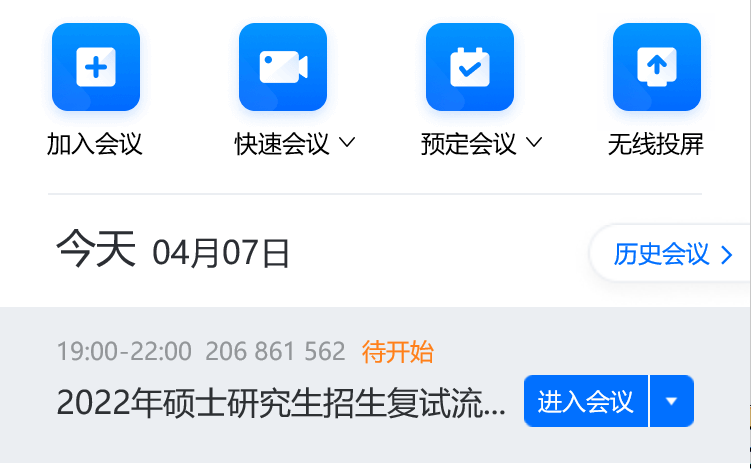 加入会议 快速会议 预定会议 无线投屏
今天 04月07日 历史会议
19:00-22:00 206 861 562 待开始
2022年硕士研究生招生复试流... 进入会议